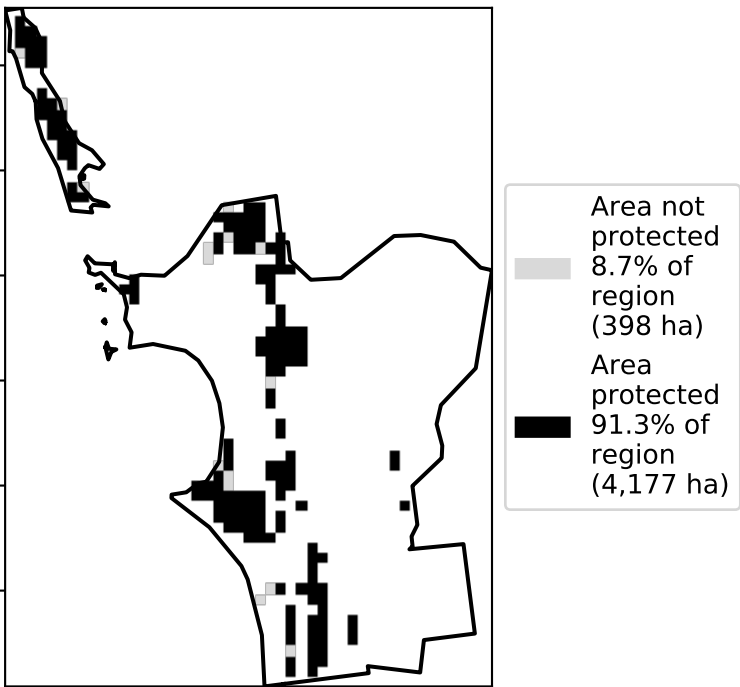 Area not
protected
8.7% of
region
(398 ha)
Area
protected
91.3% of
region
(4,177 ha)